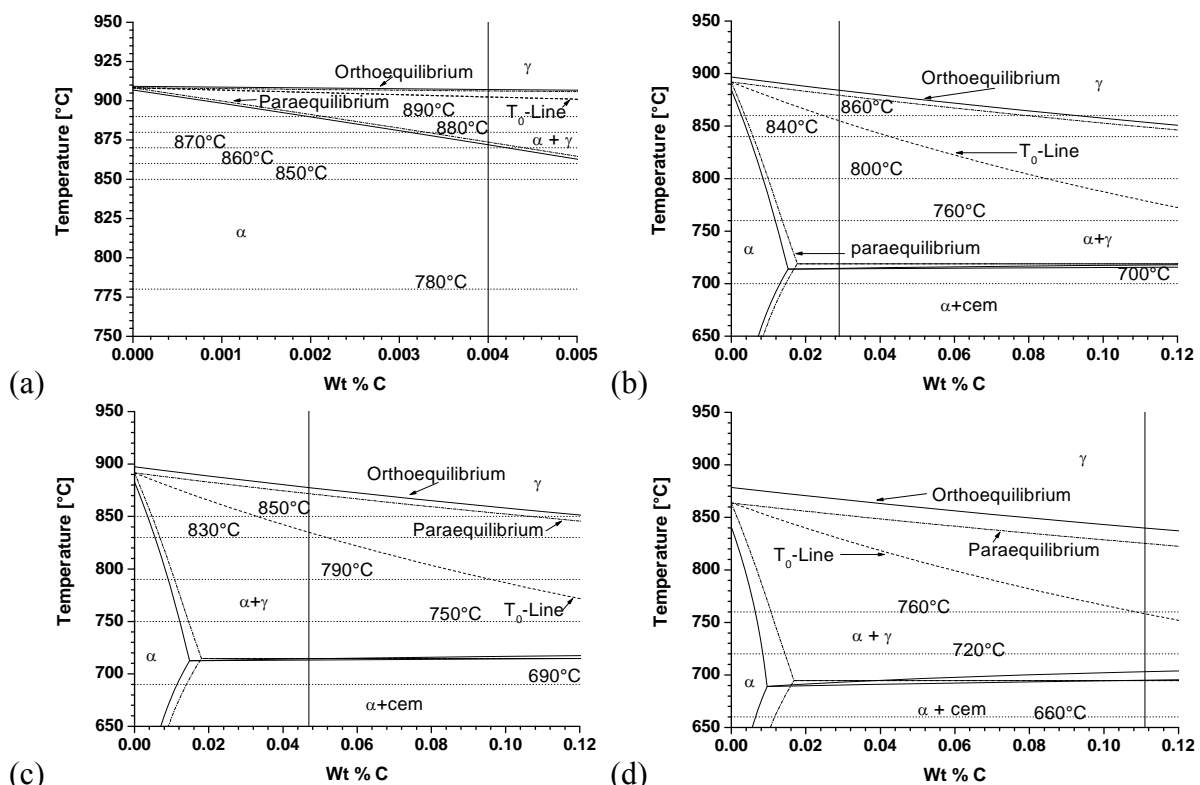 950
925
900
875
850
825
800
775
750
Temperature [°C]
Orthoequilibrium
γ
Paraequilibrium
890°C
T₀-Line
880°C
870°C
α + γ
860°C
850°C
α
780°C
0.000 0.001 0.002 0.003 0.004 0.005
Wt % C
(a)
950
900
850
800
750
700
650
Temperature [°C]
Orthoequilibrium
γ
860°C
840°C
T₀-Line
800°C
760°C
α
paraequilibrium
α+γ
700°C
α+cem
0.00 0.02 0.04 0.06 0.08 0.10 0.12
Wt % C
(b)
950
900
850
800
750
700
650
Temperature [°C]
Orthoequilibrium
γ
850°C
830°C
Paraequilibrium
790°C
α+γ
750°C
T₀-Line
α
690°C
α+cem
0.00 0.02 0.04 0.06 0.08 0.10 0.12
Wt % C
(c)
950
900
850
800
750
700
650
Temperature [°C]
γ
Orthoequilibrium
T₀-Line
Paraequilibrium
760°C
α + γ
720°C
α
α + cem
660°C
0.00 0.02 0.04 0.06 0.08 0.10 0.12
Wt % C
(d)